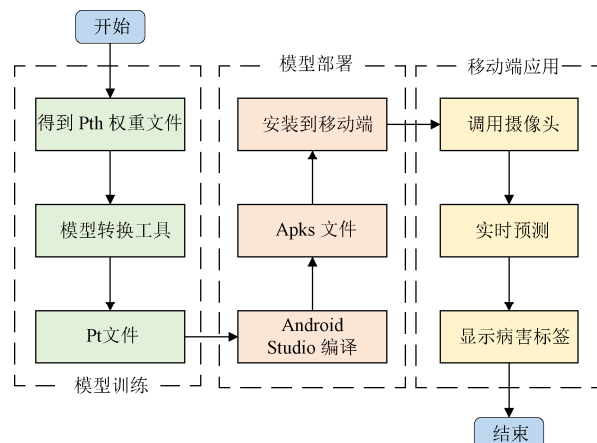 开始
得到 Pth 权重文件
模型转换工具
Pt文件
模型训练
模型部署
安装到移动端
Apks 文件
Android
Studio 编译
移动端应用
调用摄像头
实时预测
显示病害标签
结束